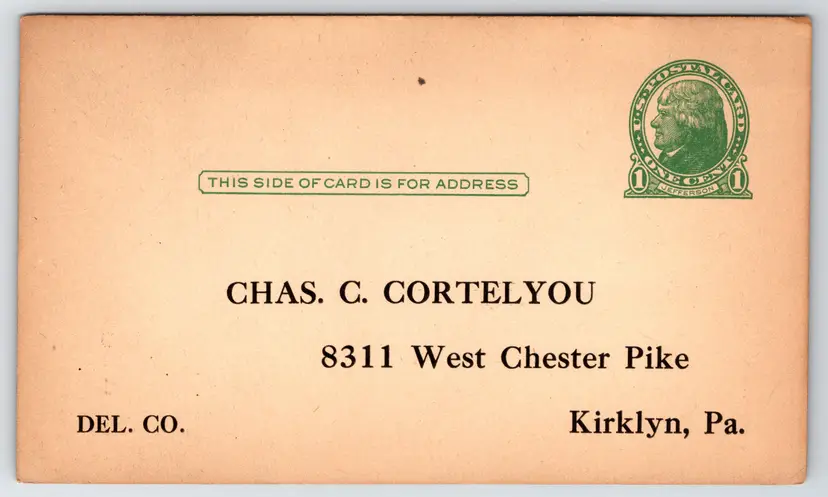 U.S. POSTAL CARD
ONE CENT
1 JEFFERSON 1
THIS SIDE OF CARD IS FOR ADDRESS
CHAS. C. CORTELYOU
8311 West Chester Pike
DEL. CO.
Kirklyn, Pa.